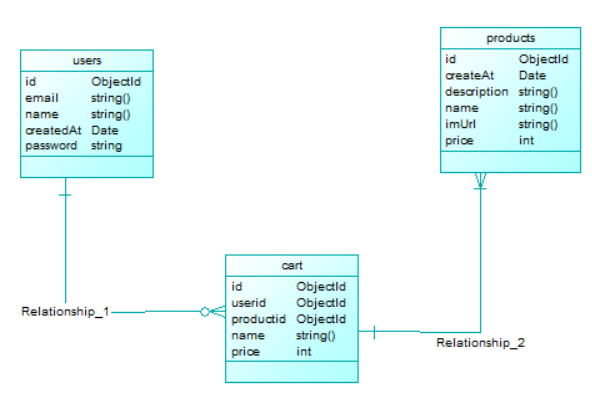 users
id ObjectId
email string()
name string()
createdAt Date
password string
products
id ObjectId
createAt Date
description string()
name string()
imUrl string()
price int
cart
id ObjectId
userid ObjectId
productid ObjectId
name string()
price int
Relationship_1
Relationship_2